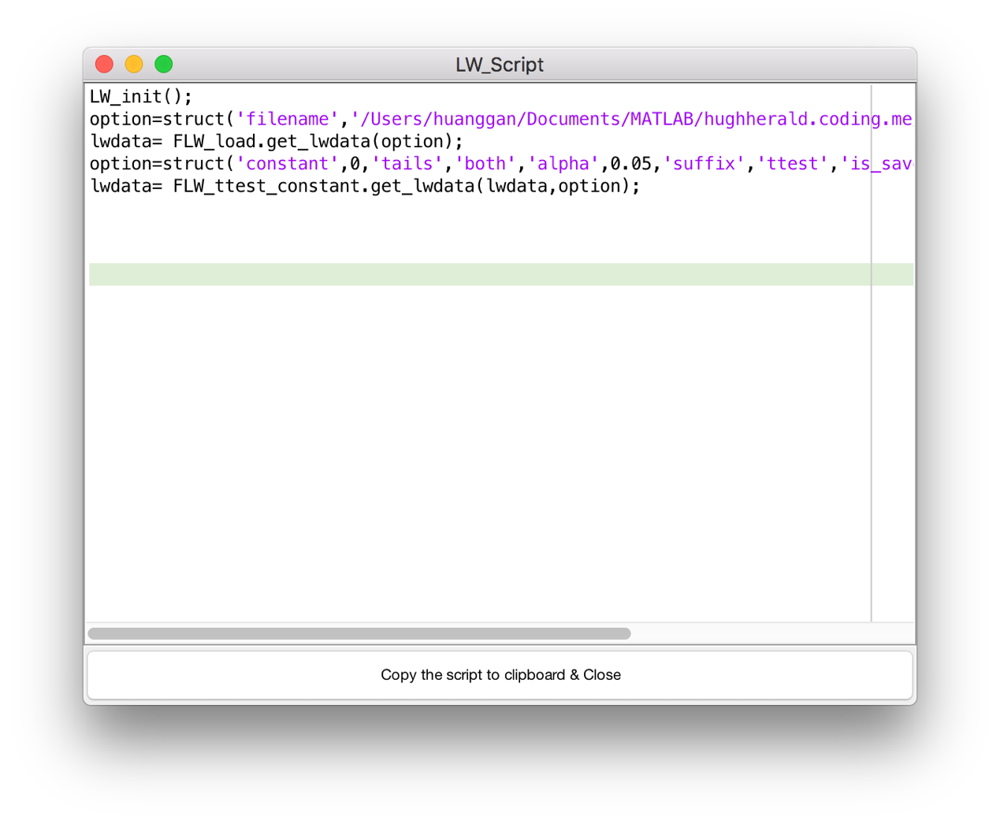 LW_Script
LW_init();
option=struct('filename','/Users/huanggan/Documents/MATLAB/hughherald.coding.me
lwdata= FLW_load.get_lwdata(option);
option=struct('constant',0,'tails','both','alpha',0.05,'suffix','ttest','is_sav
lwdata= FLW_ttest_constant.get_lwdata(lwdata,option);
Copy the script to clipboard & Close